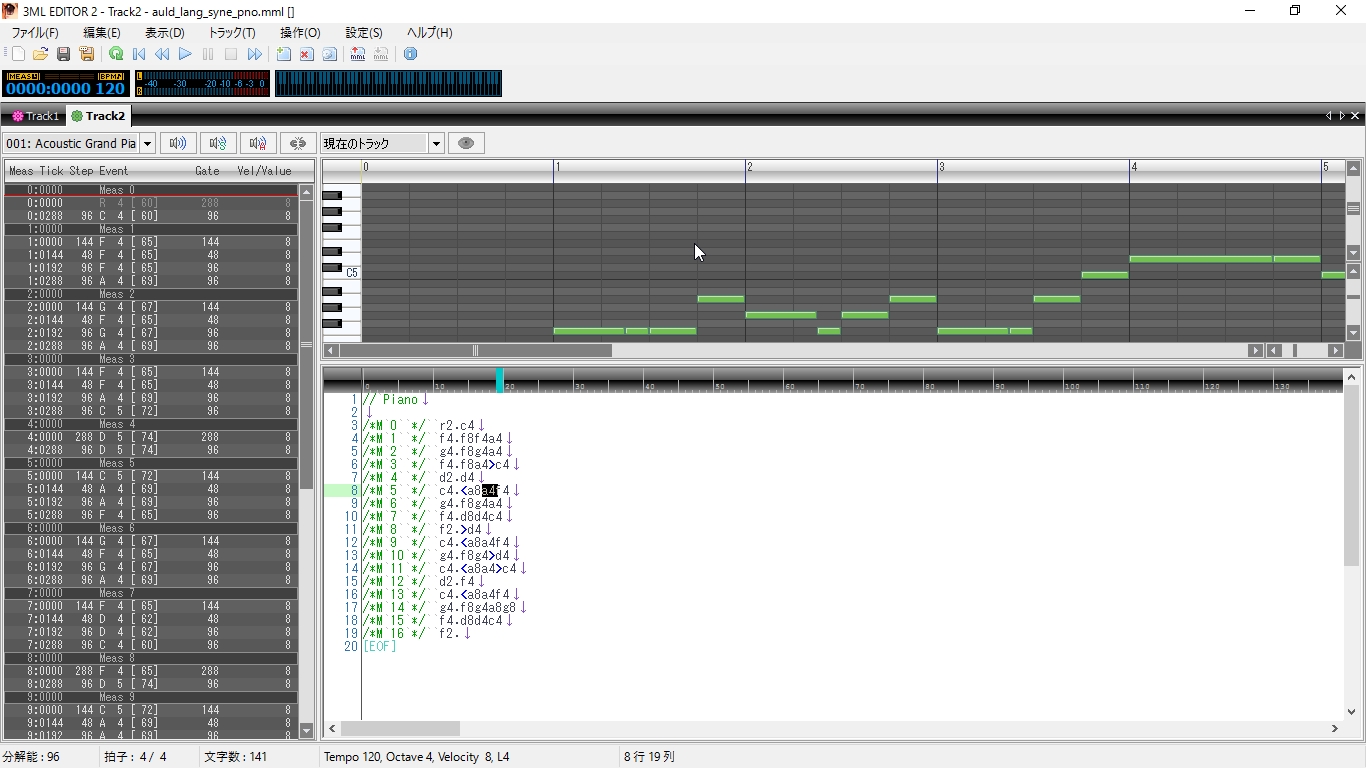 3ML EDITOR 2 - Track2 - auld_lang_syne_pno.mml []
ファイル(F) 編集(E) 表示(D) トラック(T) 操作(O) 設定(S) ヘルプ(H)
MEAS BPM
0000:0000 120
L -40 -30 -20 -10 -6 -3 0
R
Track1 Track2
001: Acoustic Grand Pia 現在のトラック
Meas Tick Step Event Gate Vel/Value
0:0000 Meas 0
0:0000 R 4 [ 60] 288 8
0:0288 96 C 4 [ 60] 96 8
1:0000 Meas 1
1:0000 144 F 4 [ 65] 144 8
1:0144 48 F 4 [ 65] 48 8
1:0192 96 F 4 [ 65] 96 8
1:0288 96 A 4 [ 69] 96 8
2:0000 Meas 2
2:0000 144 G 4 [ 67] 144 8
2:0144 48 F 4 [ 65] 48 8
2:0192 96 G 4 [ 67] 96 8
2:0288 96 A 4 [ 69] 96 8
3:0000 Meas 3
3:0000 144 F 4 [ 65] 144 8
3:0144 48 F 4 [ 65] 48 8
3:0192 96 A 4 [ 69] 96 8
3:0288 96 C 5 [ 72] 96 8
4:0000 Meas 4
4:0000 288 D 5 [ 74] 288 8
4:0288 96 D 5 [ 74] 96 8
5:0000 Meas 5
5:0000 144 C 5 [ 72] 144 8
5:0144 48 A 4 [ 69] 48 8
5:0192 96 A 4 [ 69] 96 8
5:0288 96 F 4 [ 65] 96 8
6:0000 Meas 6
6:0000 144 G 4 [ 67] 144 8
6:0144 48 F 4 [ 65] 48 8
6:0192 96 G 4 [ 67] 96 8
6:0288 96 A 4 [ 69] 96 8
7:0000 Meas 7
7:0000 144 F 4 [ 65] 144 8
7:0144 48 D 4 [ 62] 48 8
7:0192 96 D 4 [ 62] 96 8
7:0288 96 C 4 [ 60] 96 8
8:0000 Meas 8
8:0000 288 F 4 [ 65] 288 8
8:0288 96 D 5 [ 74] 96 8
9:0000 Meas 9
9:0000 144 C 5 [ 72] 144 8
9:0144 48 A 4 [ 69] 48 8
9:0192 96 A 4 [ 69] 96 8
0 1 2 3 4 5
C5
0 10 20 30 40 50 60 70 80 90 100 110 120 130
1 // Piano↓
2 ↓
3 /*M 0 */ r2.c4↓
4 /*M 1 */ f4.f8f4a4↓
5 /*M 2 */ g4.f8g4a4↓
6 /*M 3 */ f4.f8a4>c4↓
7 /*M 4 */ d2.d4↓
8 /*M 5 */ c4.<a8a4f4↓
9 /*M 6 */ g4.f8g4a4↓
10 /*M 7 */ f4.d8d4c4↓
11 /*M 8 */ f2.>d4↓
12 /*M 9 */ c4.<a8a4f4↓
13 /*M 10 */ g4.f8g4>d4↓
14 /*M 11 */ c4.<a8a4>c4↓
15 /*M 12 */ d2.f4↓
16 /*M 13 */ c4.<a8a4f4↓
17 /*M 14 */ g4.f8g4a8g8↓
18 /*M 15 */ f4.d8d4c4↓
19 /*M 16 */ f2.↓
20 [EOF]
分解能 : 96 拍子 : 4 / 4 文字数 : 141 Tempo 120, Octave 4, Velocity 8, L4 8 行 19 列